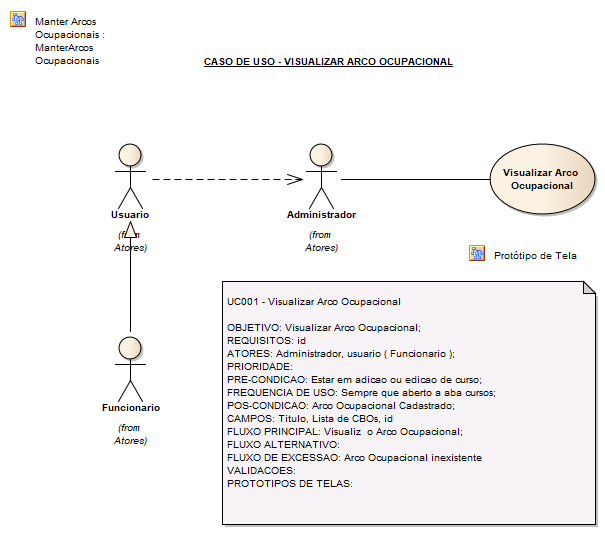 Manter Arcos
Ocupacionais :
ManterArcos
Ocupacionais
CASO DE USO - VISUALIZAR ARCO OCUPACIONAL
Usuario
(from
Atores)
Administrador
(from
Atores)
Visualizar Arco
Ocupacional
Protótipo de Tela
Funcionario
(from
Atores)
UC001 - Visualizar Arco Ocupacional
OBJETIVO: Visualizar Arco Ocupacional;
REQUISITOS: id
ATORES: Administrador, usuario ( Funcionario );
PRIORIDADE:
PRE-CONDICAO: Estar em adicao ou edicao de curso;
FREQUENCIA DE USO: Sempre que aberto a aba cursos;
POS-CONDICAO: Arco Ocupacional Cadastrado;
CAMPOS: Titulo, Lista de CBOs, id
FLUXO PRINCIPAL: Visualiz  o Arco Ocupacional;
FLUXO ALTERNATIVO:
FLUXO DE EXCESSAO: Arco Ocupacional inexistente
VALIDACOES:
PROTOTIPOS DE TELAS: